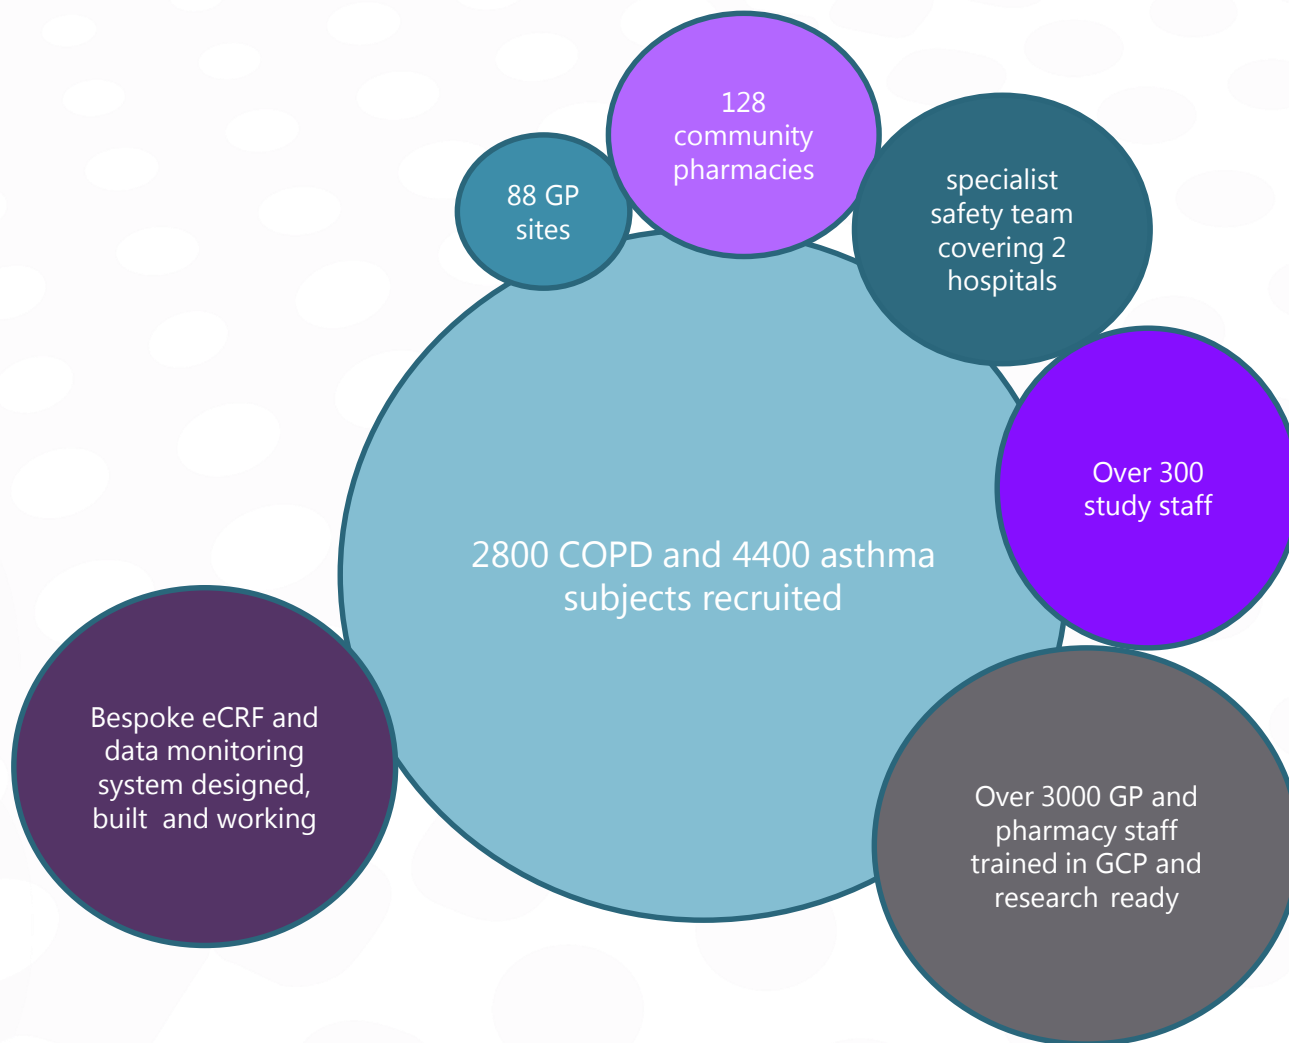 128
community
pharmacies
88 GP
sites
specialist
safety team
covering 2
hospitals
Over 300
study staff
2800 COPD and 4400 asthma
subjects recruited
Bespoke eCRF and
data monitoring
system designed,
built and working
Over 3000 GP and
pharmacy staff
trained in GCP and
research ready